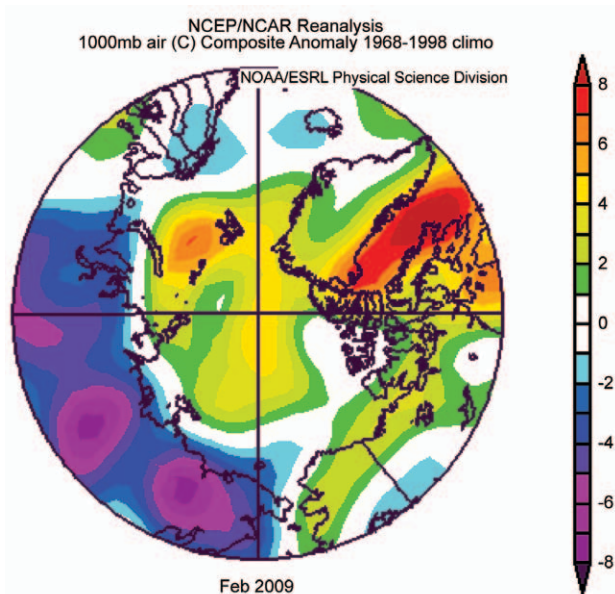 NCEP/NCAR Reanalysis
1000mb air (C) Composite Anomaly 1968-1998 climo
NOAA/ESRL Physical Science Division
8
6
4
2
0
-2
-4
-6
-8
Feb 2009